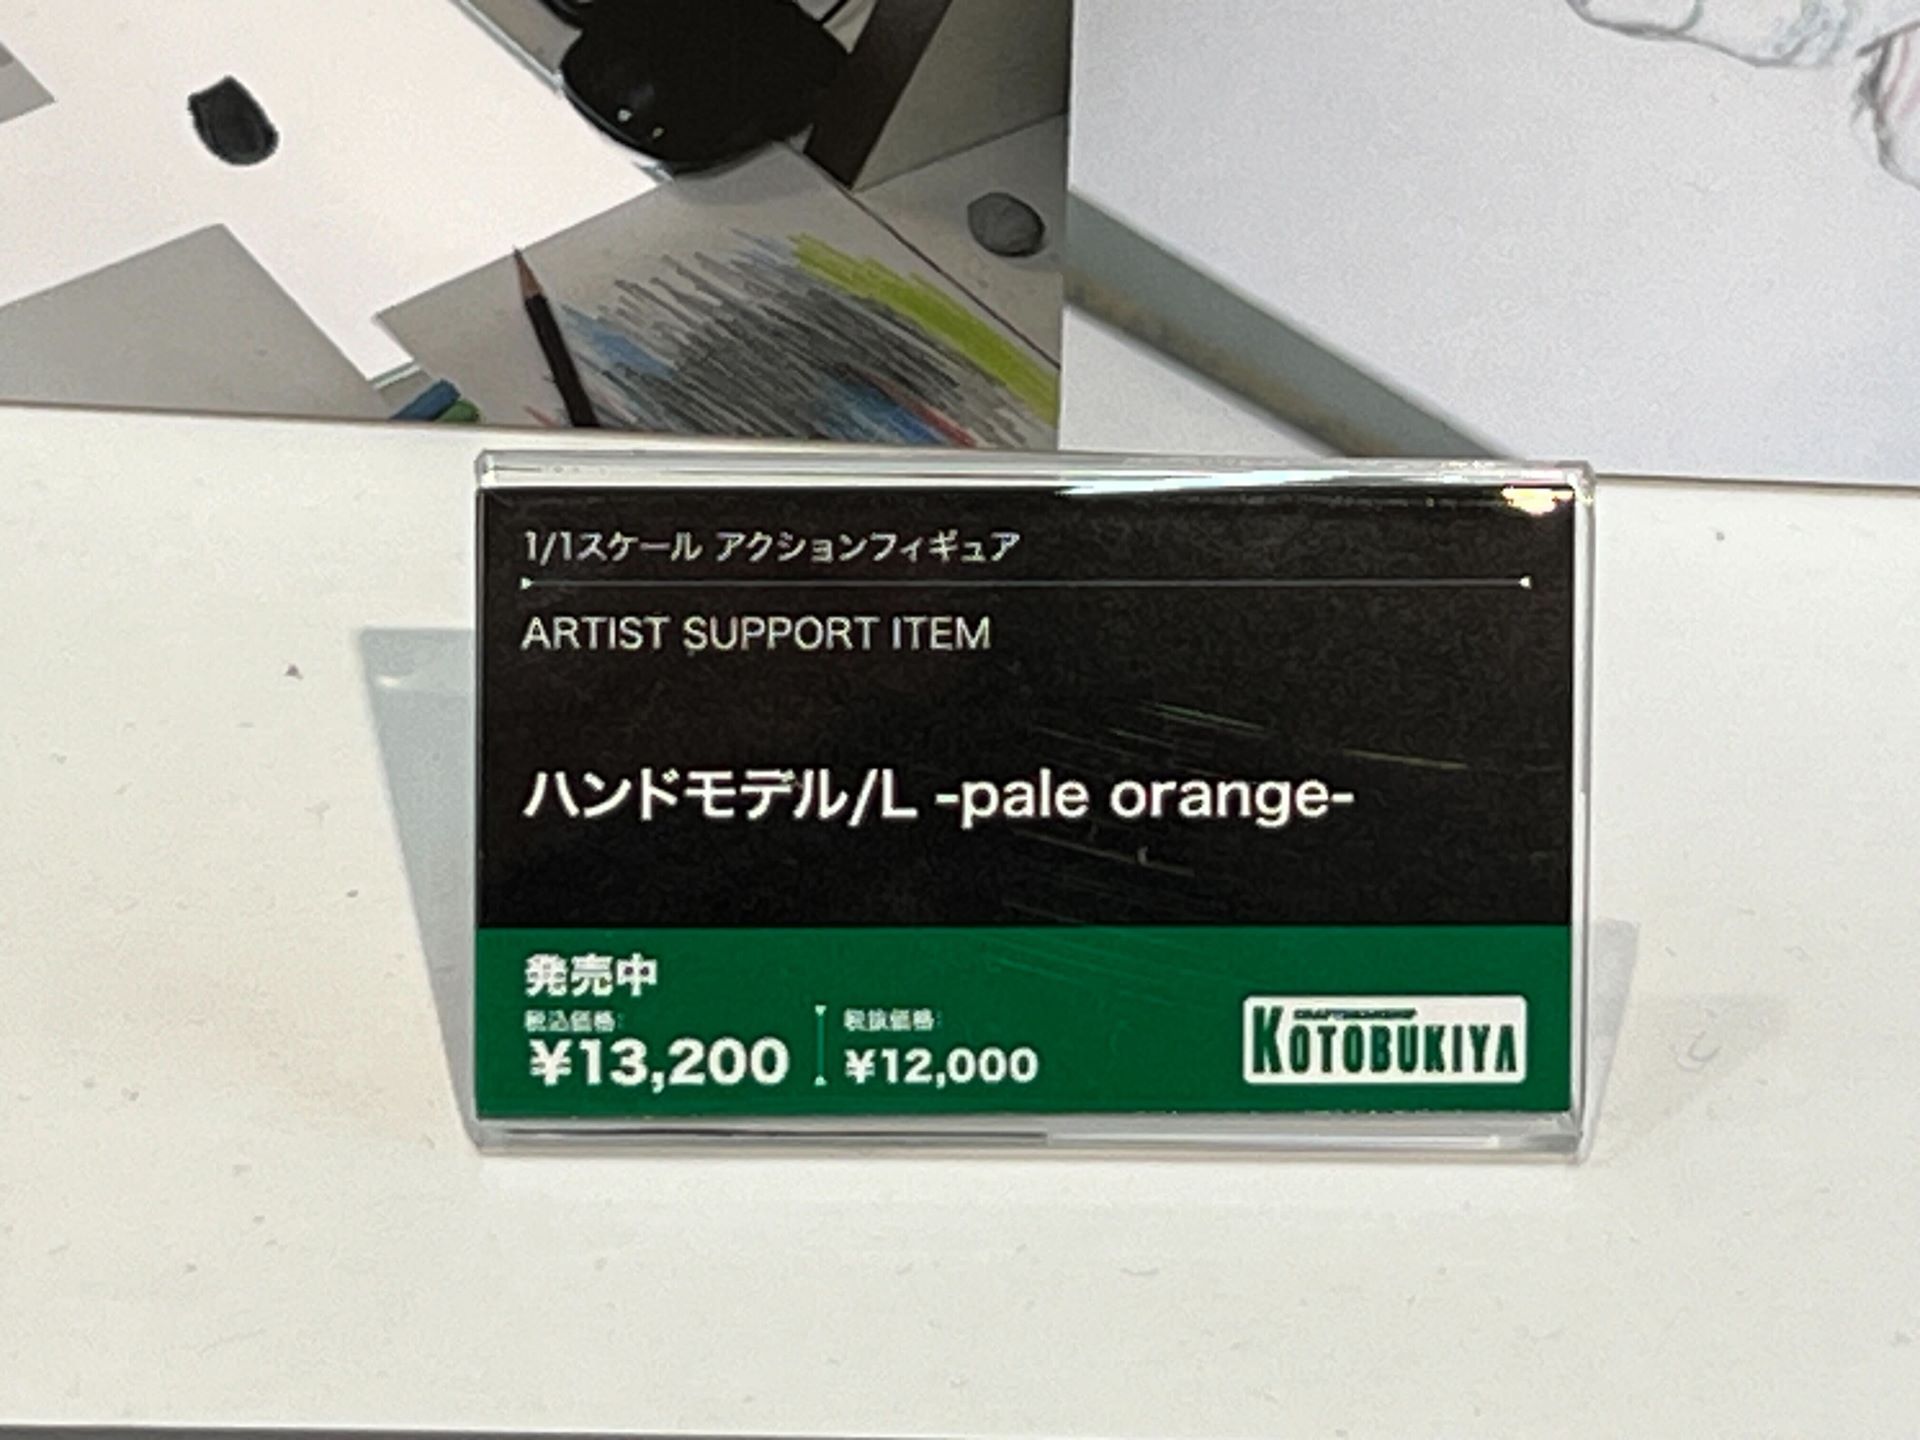 1/1スケール アクションフィギュア
ARTIST SUPPORT ITEM
ハンドモデル/L -pale orange-
発売中
税込価格: 税抜価格:
¥13,200 ¥12,000
KOTOBUKIYA